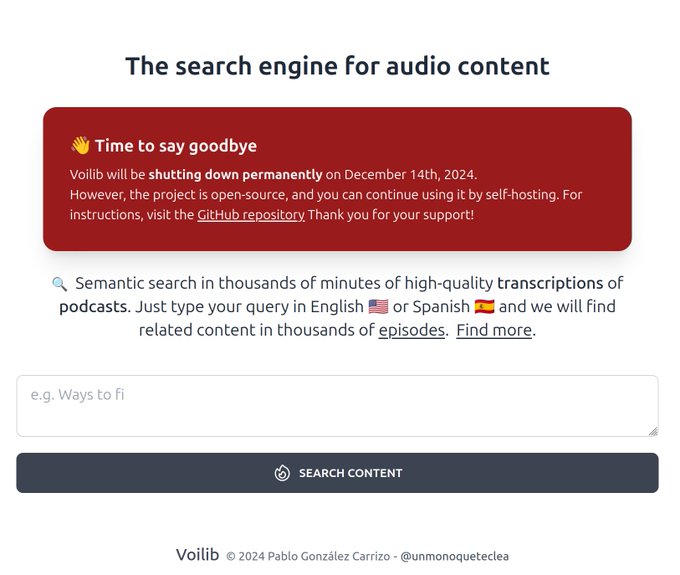 The search engine for audio content
👋 Time to say goodbye
Voilib will be shutting down permanently on December 14th, 2024.
However, the project is open-source, and you can continue using it by self-hosting. For
instructions, visit the GitHub repository Thank you for your support!
🔍 Semantic search in thousands of minutes of high-quality transcriptions of
podcasts. Just type your query in English 🇺🇸 or Spanish 🇪🇸 and we will find
related content in thousands of episodes. Find more.
e.g. Ways to fi
SEARCH CONTENT
Voilib © 2024 Pablo González Carrizo - @unmonoqueteclea